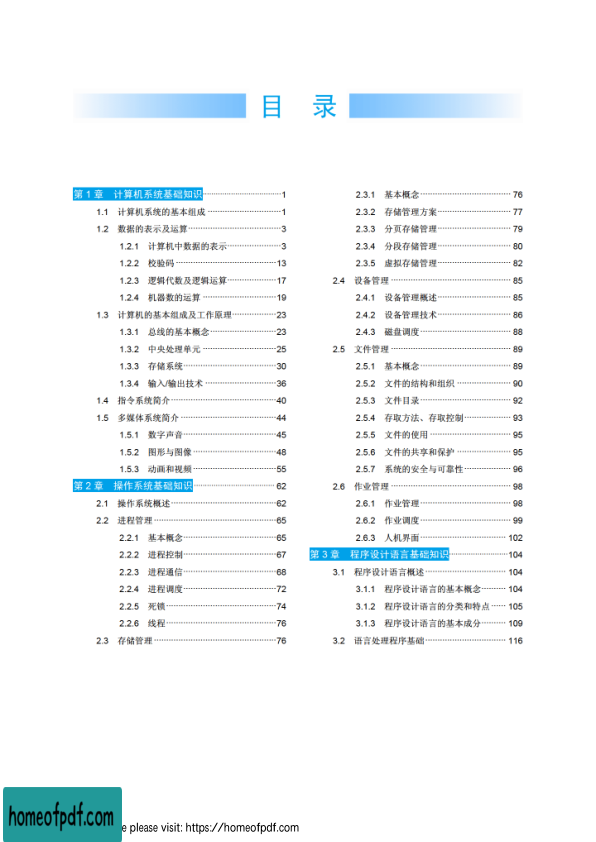 目 录
第 1 章 计算机系统基础知识 1
1.1 计算机系统的基本组成 1
1.2 数据的表示及运算 3
1.2.1 计算机中数据的表示 3
1.2.2 校验码 13
1.2.3 逻辑代数及逻辑运算 17
1.2.4 机器数的运算 19
1.3 计算机的基本组成及工作原理 23
1.3.1 总线的基本概念 23
1.3.2 中央处理单元 25
1.3.3 存储系统 30
1.3.4 输入/输出技术 36
1.4 指令系统简介 40
1.5 多媒体系统简介 44
1.5.1 数字声音 45
1.5.2 图形与图像 48
1.5.3 动画和视频 55
第 2 章 操作系统基础知识 62
2.1 操作系统概述 62
2.2 进程管理 65
2.2.1 基本概念 65
2.2.2 进程控制 67
2.2.3 进程通信 68
2.2.4 进程调度 72
2.2.5 死锁 74
2.2.6 线程 76
2.3 存储管理 76
2.3.1 基本概念 76
2.3.2 存储管理方案 77
2.3.3 分页存储管理 79
2.3.4 分段存储管理 80
2.3.5 虚拟存储管理 82
2.4 设备管理 85
2.4.1 设备管理概述 85
2.4.2 设备管理技术 86
2.4.3 磁盘调度 88
2.5 文件管理 89
2.5.1 基本概念 89
2.5.2 文件的结构和组织 90
2.5.3 文件目录 92
2.5.4 存取方法、存取控制 93
2.5.5 文件的使用 95
2.5.6 文件的共享和保护 95
2.5.7 系统的安全与可靠性 96
2.6 作业管理 98
2.6.1 作业管理 98
2.6.2 作业调度 99
2.6.3 人机界面 102
第 3 章 程序设计语言基础知识 104
3.1 程序设计语言概述 104
3.1.1 程序设计语言的基本概念 104
3.1.2 程序设计语言的分类和特点 105
3.1.3 程序设计语言的基本成分 109
3.2 语言处理程序基础 116
homeofpdf.com
e please visit: https://homeofpdf.com